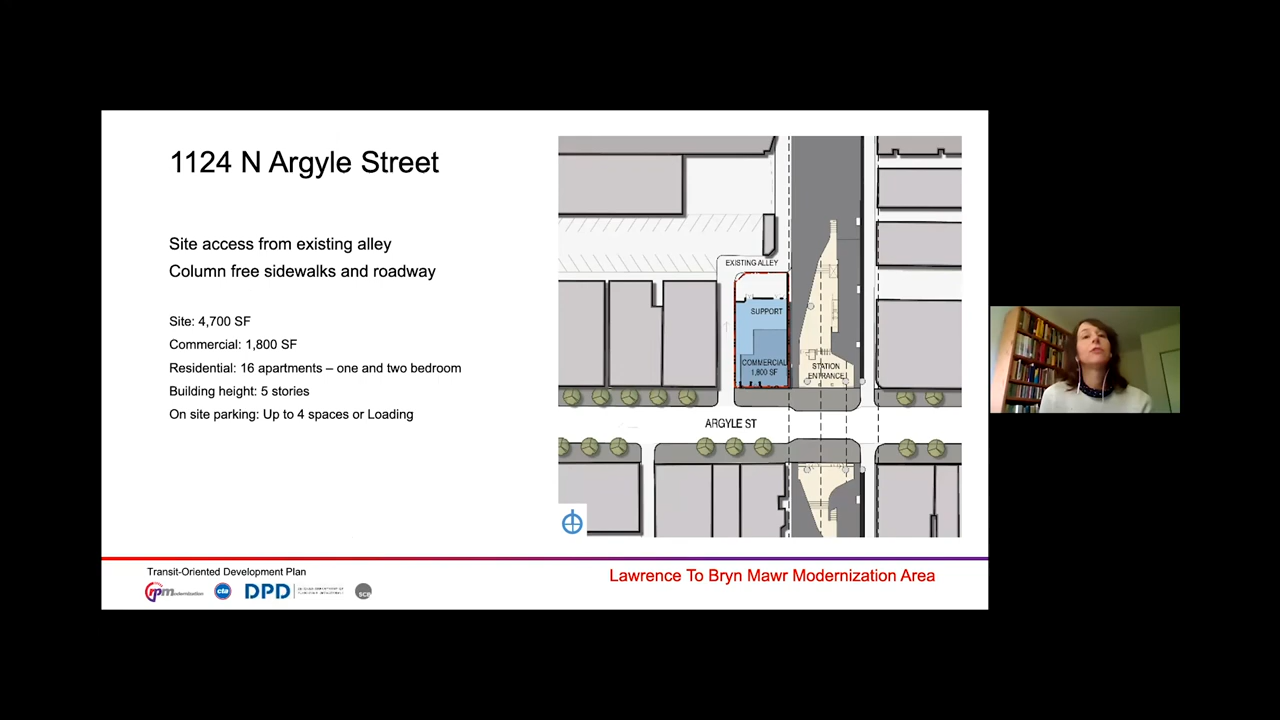 1124 N Argyle Street
Site access from existing alley
Column free sidewalks and roadway
Site: 4,700 SF
Commercial: 1,800 SF
Residential: 16 apartments – one and two bedroom
Building height: 5 stories
On site parking: Up to 4 spaces or Loading
EXISTING ALLEY
SUPPORT
COMMERCIAL
1,800 SF
STATION
ENTRANCE
ARGYLE ST
Transit-Oriented Development Plan
rpm
cta
DPD
SCB
Lawrence To Bryn Mawr Modernization Area